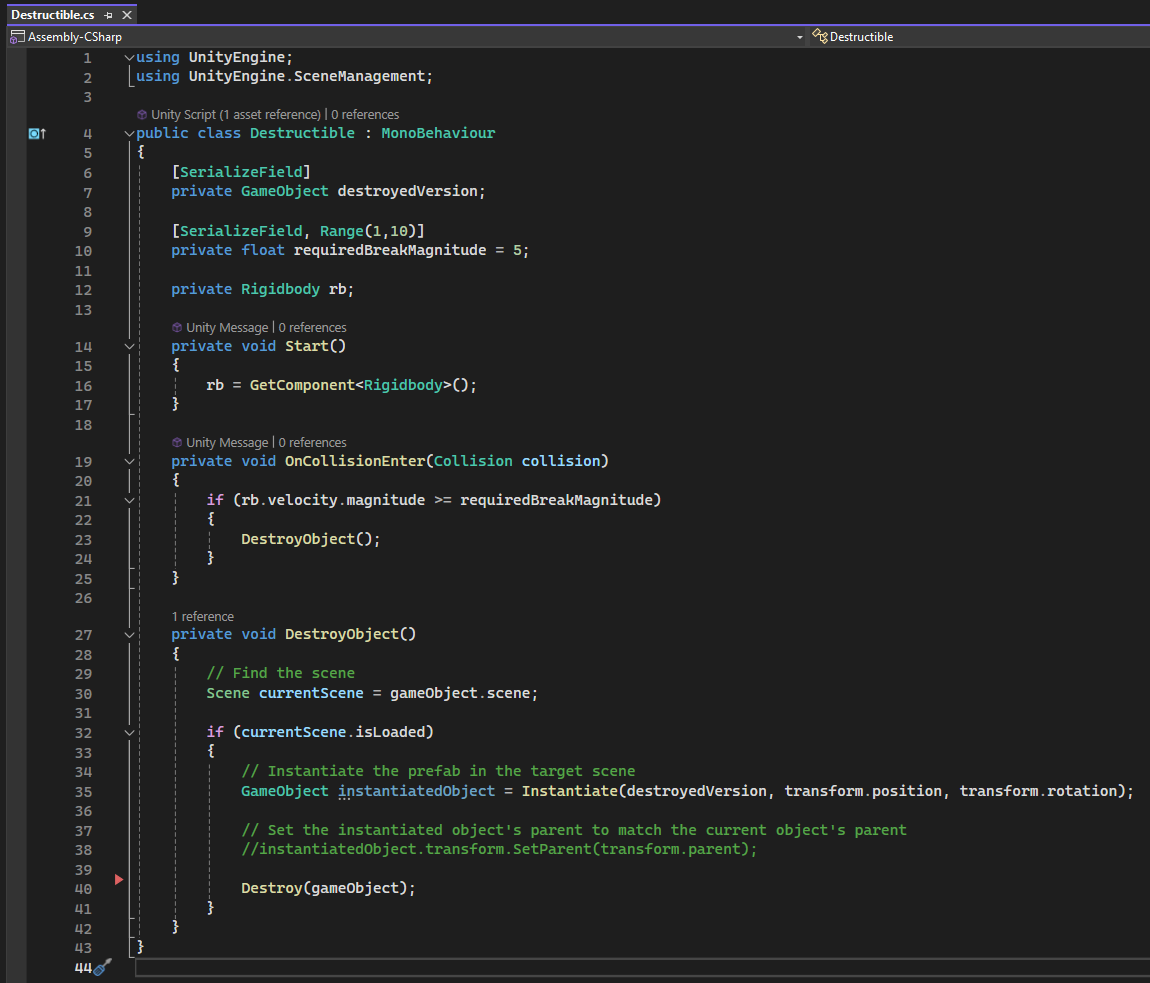 Destructible.cs
Assembly-CSharp
Destructible
1 using UnityEngine;
2 using UnityEngine.SceneManagement;
3
Unity Script (1 asset reference) | 0 references
4 public class Destructible : MonoBehaviour
5 {
6 [SerializeField]
7 private GameObject destroyedVersion;
8
9 [SerializeField, Range(1,10)]
10 private float requiredBreakMagnitude = 5;
11
12 private Rigidbody rb;
13
Unity Message | 0 references
14 private void Start()
15 {
16 rb = GetComponent<Rigidbody>();
17 }
18
Unity Message | 0 references
19 private void OnCollisionEnter(Collision collision)
20 {
21 if (rb.velocity.magnitude >= requiredBreakMagnitude)
22 {
23 DestroyObject();
24 }
25 }
26
1 reference
27 private void DestroyObject()
28 {
29 // Find the scene
30 Scene currentScene = gameObject.scene;
31
32 if (currentScene.isLoaded)
33 {
34 // Instantiate the prefab in the target scene
35 GameObject instantiatedObject = Instantiate(destroyedVersion, transform.position, transform.rotation);
36
37 // Set the instantiated object's parent to match the current object's parent
38 //instantiatedObject.transform.SetParent(transform.parent);
39
40 Destroy(gameObject);
41 }
42 }
43 }
44